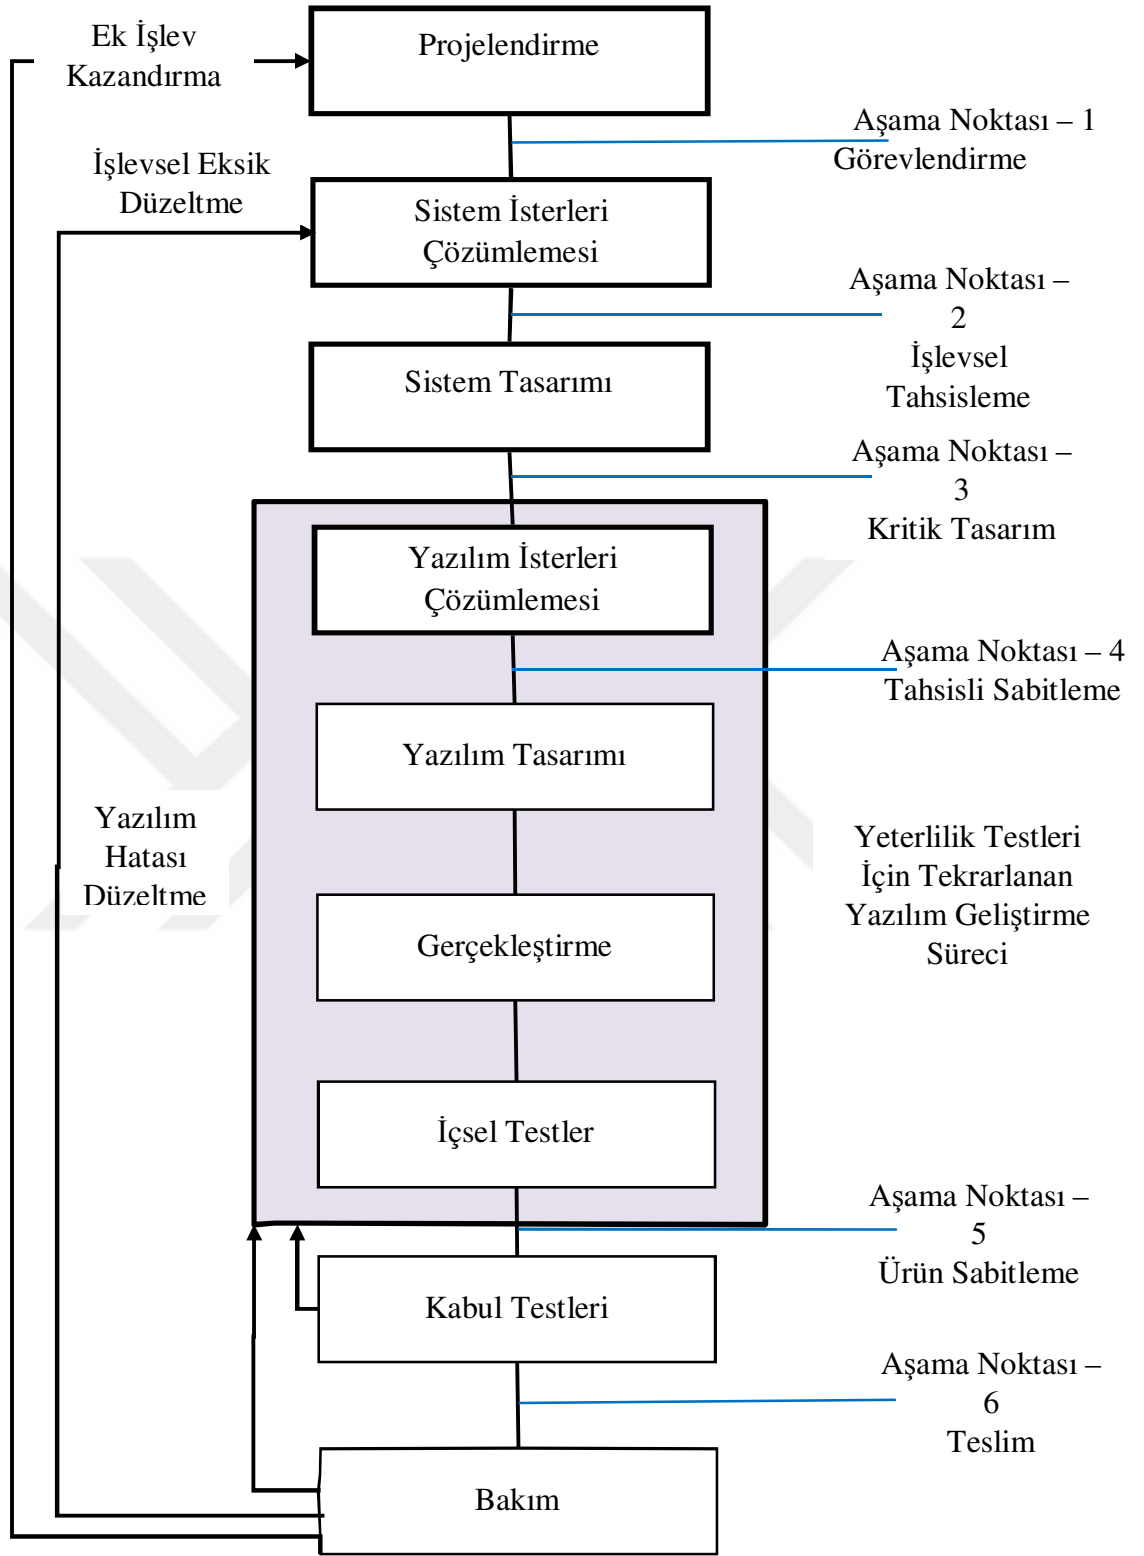 Ek İşlev
Kazandırma
Projelendirme
Aşama Noktası – 1
Görevlendirme
İşlevsel Eksik
Düzeltme
Sistem İsterleri
Çözümlemesi
Aşama Noktası –
2
İşlevsel
Tahsisleme
Sistem Tasarımı
Aşama Noktası –
3
Kritik Tasarım
Yazılım İsterleri
Çözümlemesi
Aşama Noktası – 4
Tahsisli Sabitleme
Yazılım Tasarımı
Yazılım
Hatası
Düzeltme
Yeterlilik Testleri
İçin Tekrarlanan
Yazılım Geliştirme
Süreci
Gerçekleştirme
İçsel Testler
Aşama Noktası –
5
Ürün Sabitleme
Kabul Testleri
Aşama Noktası –
6
Teslim
Bakım